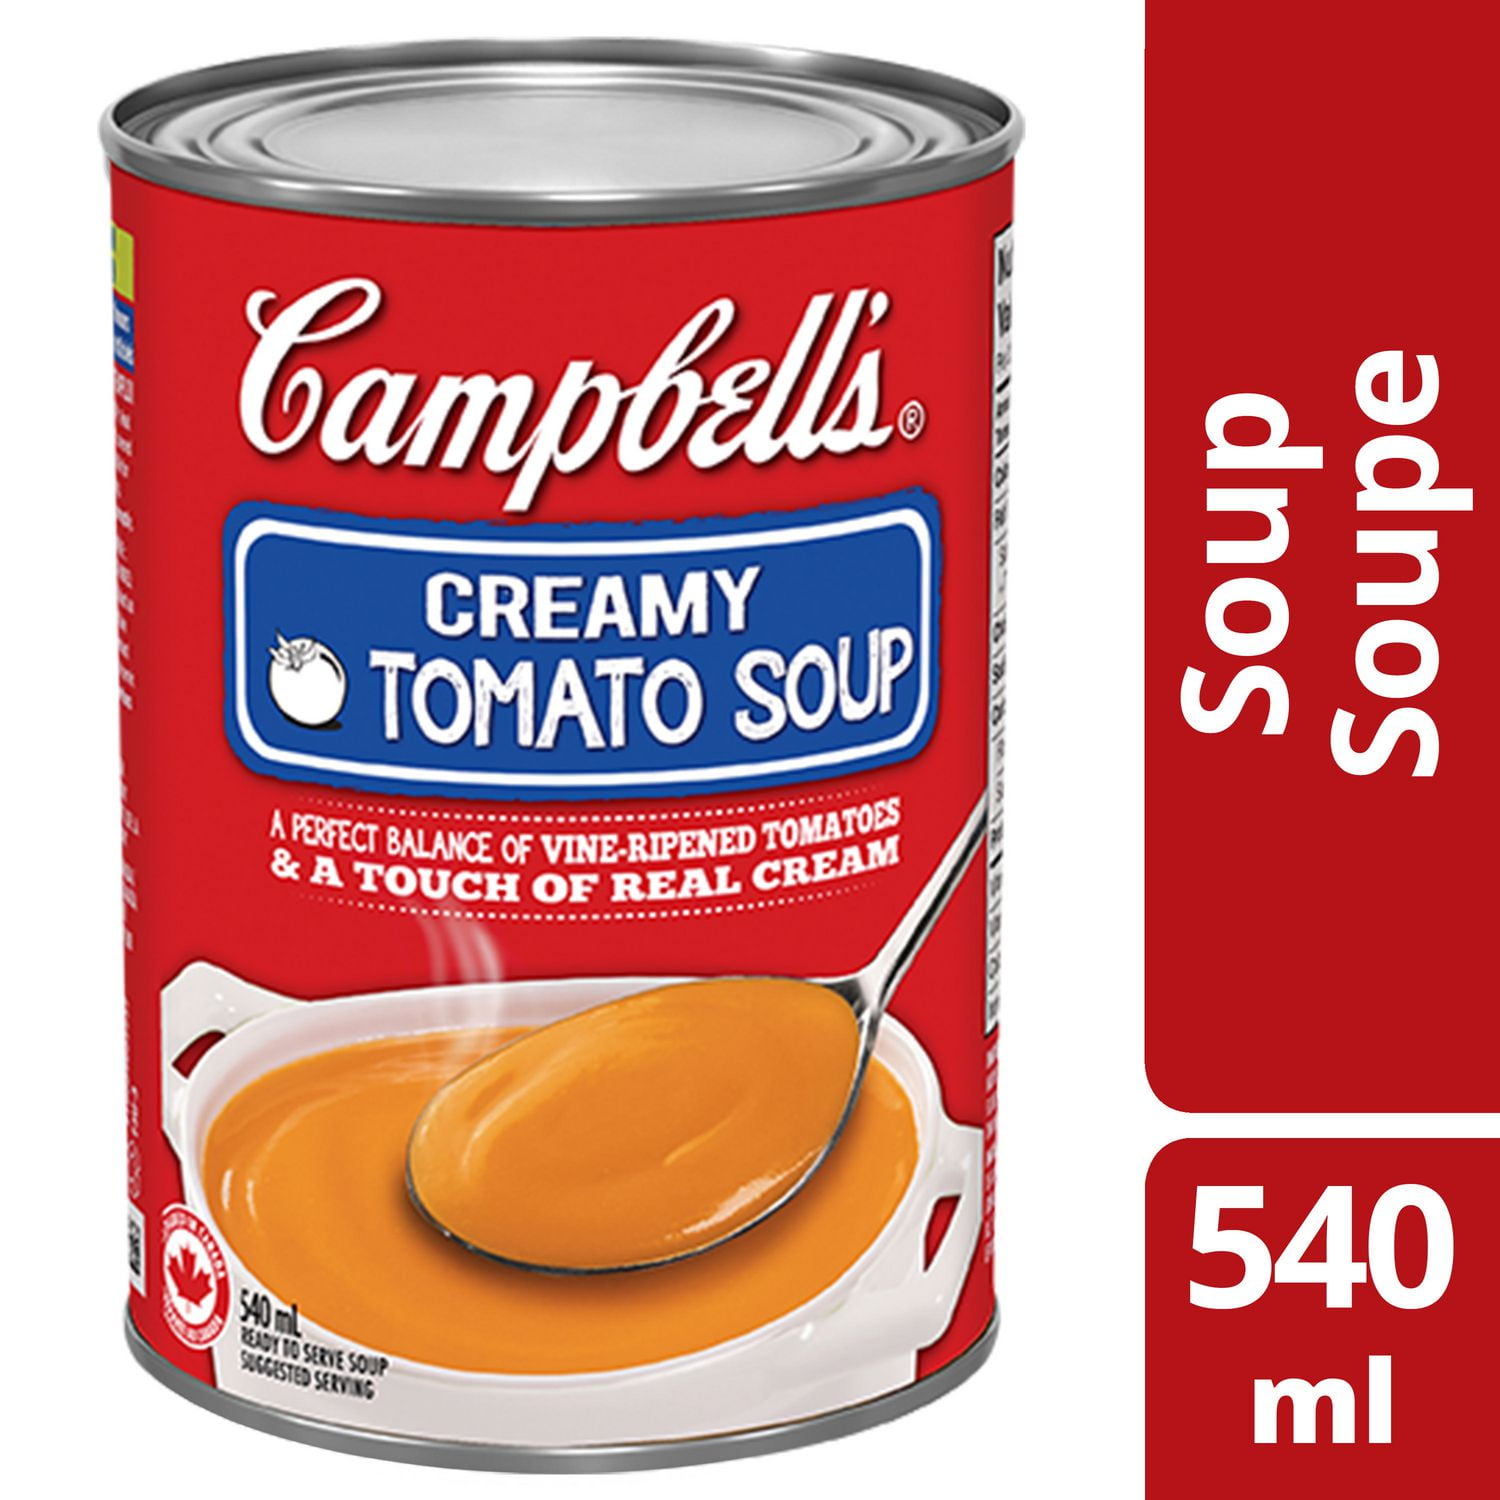 Campbell's®
CREAMY
TOMATO SOUP
A PERFECT BALANCE OF VINE-RIPENED TOMATOES
& A TOUCH OF REAL CREAM
540 mL
READY TO SERVE SOUP
SUGGESTED SERVING
Soup
Soupe
540
ml